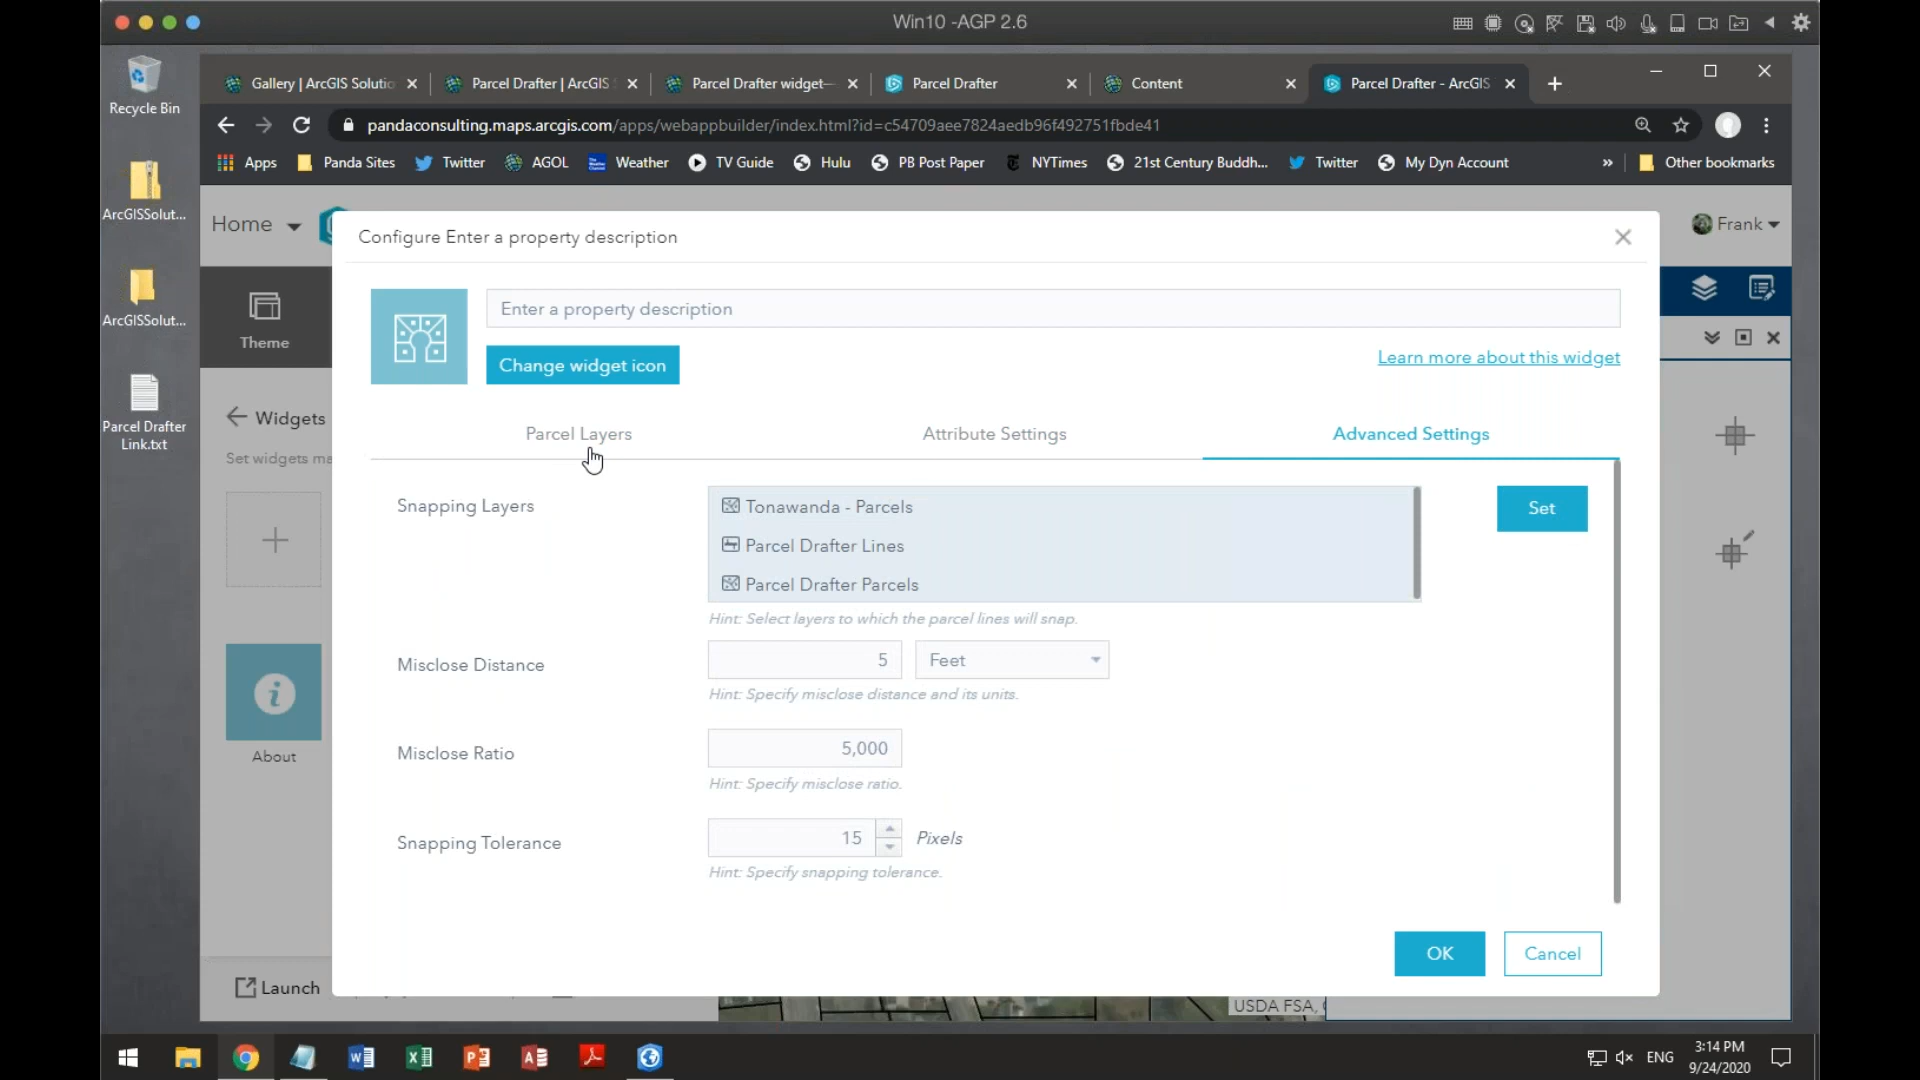 Win10 -AGP 2.6
Recycle Bin
ArcGISSolut...
ArcGISSolut...
Parcel Drafter
Link.txt
Gallery | ArcGIS Solutio
Parcel Drafter | ArcGIS
Parcel Drafter widget—
Parcel Drafter
Content
Parcel Drafter - ArcGIS
pandaconsulting.maps.arcgis.com/apps/webappbuilder/index.html?id=c54709aee7824aedb96f492751fbde41
Apps
Panda Sites
Twitter
AGOL
Weather
TV Guide
Hulu
PB Post Paper
NYTimes
21st Century Buddh...
Twitter
My Dyn Account
»
Other bookmarks
Home
Frank
Theme
Widgets
Set widgets ma
About
Launch
Configure Enter a property description
Enter a property description
Change widget icon
Learn more about this widget
Parcel Layers
Attribute Settings
Advanced Settings
Snapping Layers
Tonawanda - Parcels
Parcel Drafter Lines
Parcel Drafter Parcels
Set
Hint: Select layers to which the parcel lines will snap.
Misclose Distance
5
Feet
Hint: Specify misclose distance and its units.
Misclose Ratio
5,000
Hint: Specify misclose ratio.
Snapping Tolerance
15
Pixels
Hint: Specify snapping tolerance.
OK
Cancel
USDA FSA,
ENG
3:14 PM
9/24/2020